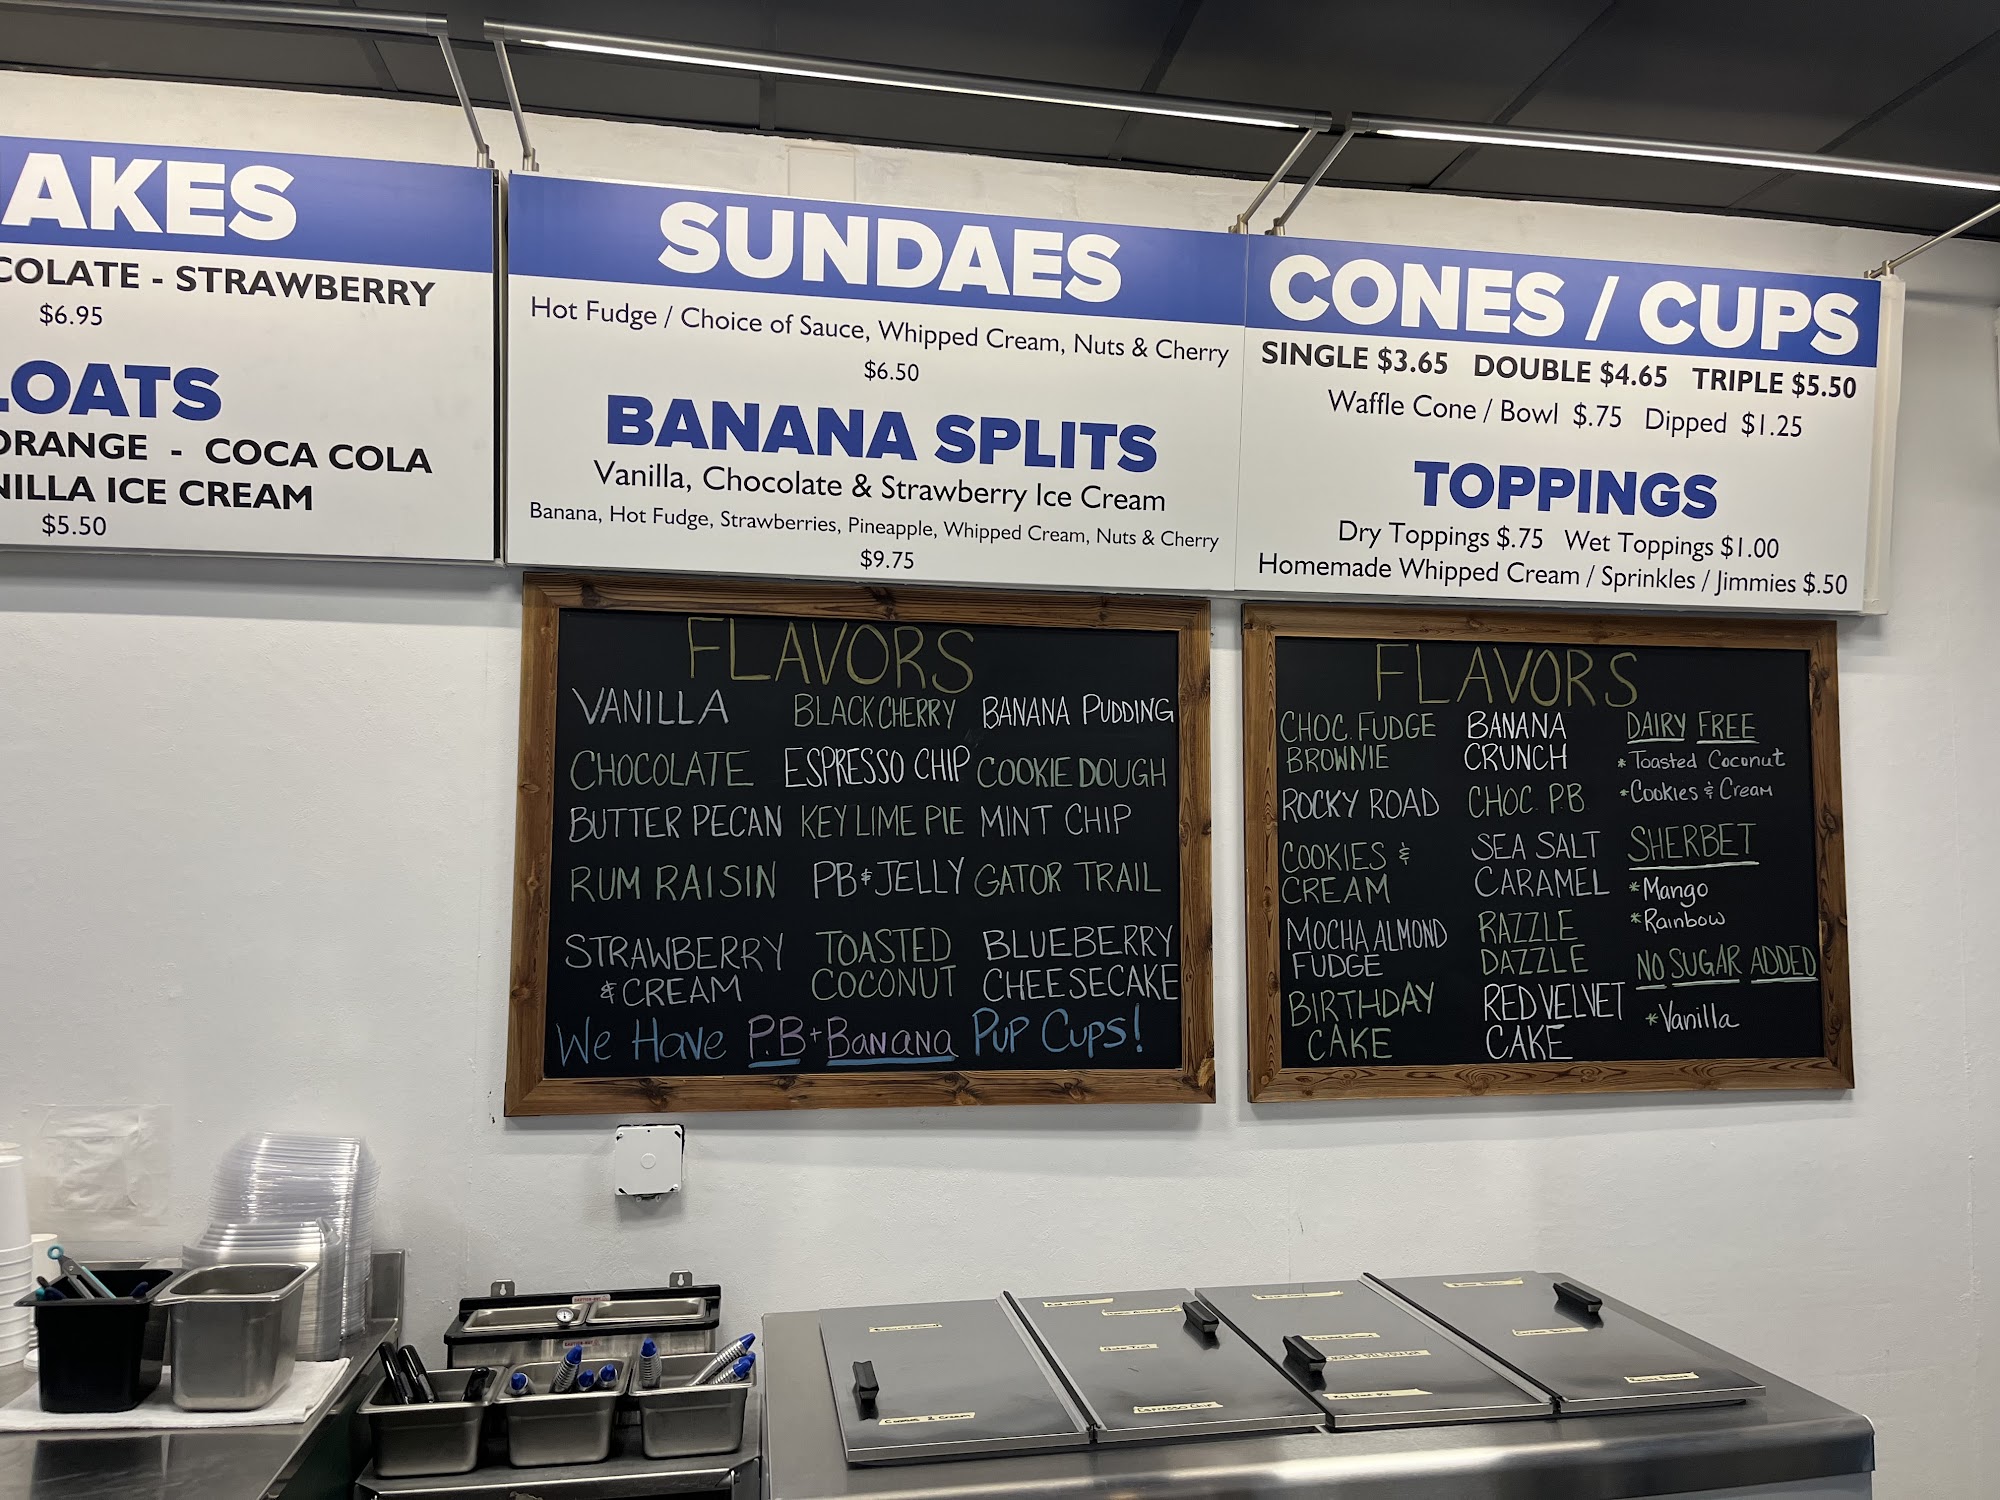 AKES
COLATE - STRAWBERRY
$6.95
LOATS
ORANGE - COCA COLA
NILLA ICE CREAM
$5.50
SUNDAES
Hot Fudge / Choice of Sauce, Whipped Cream, Nuts & Cherry
$6.50
BANANA SPLITS
Vanilla, Chocolate & Strawberry Ice Cream
Banana, Hot Fudge, Strawberries, Pineapple, Whipped Cream, Nuts & Cherry
$9.75
CONES / CUPS
SINGLE $3.65 DOUBLE $4.65 TRIPLE $5.50
Waffle Cone / Bowl $.75 Dipped $1.25
TOPPINGS
Dry Toppings $.75 Wet Toppings $1.00
Homemade Whipped Cream / Sprinkles / Jimmies $.50
FLAVORS
VANILLA
CHOCOLATE
BUTTER PECAN
RUM RAISIN
STRAWBERRY
& CREAM
BLACK CHERRY
ESPRESSO CHIP
KEY LIME PIE
PB & JELLY
TOASTED
COCONUT
BANANA PUDDING
COOKIE DOUGH
MINT CHIP
GATOR TRAIL
BLUEBERRY
CHEESECAKE
We Have P.B + Banana Pup Cups!
FLAVORS
CHOC. FUDGE
BROWNIE
ROCKY ROAD
COOKIES &
CREAM
MOCHA ALMOND
FUDGE
BIRTHDAY
CAKE
BANANA
CRUNCH
CHOC. P.B.
SEA SALT
CARAMEL
RAZZLE
DAZZLE
RED VELVET
CAKE
DAIRY FREE
* Toasted Coconut
* Cookies & Cream
SHERBET
* Mango
* Rainbow
NO SUGAR ADDED
* Vanilla
Cookies & Cream
Espresso Chip
Key Lime Pie